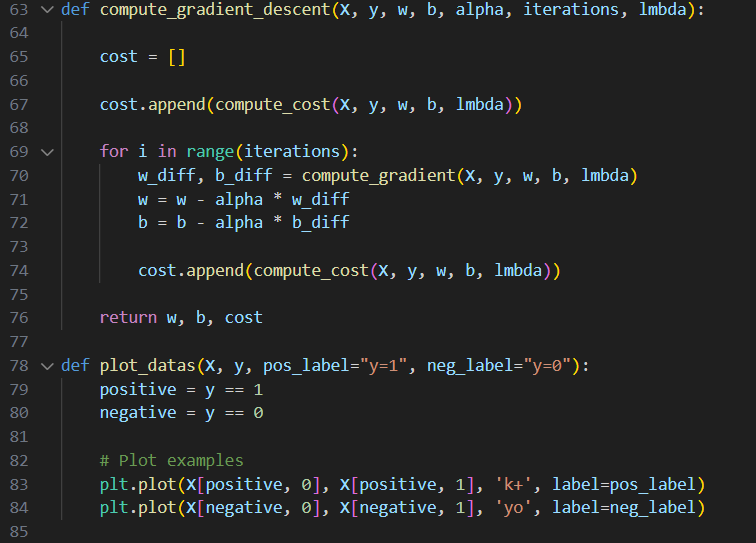 63 def compute_gradient_descent(X, y, w, b, alpha, iterations, lmbda):
64
65     cost = []
66
67     cost.append(compute_cost(X, y, w, b, lmbda))
68
69     for i in range(iterations):
70         w_diff, b_diff = compute_gradient(X, y, w, b, lmbda)
71         w = w - alpha * w_diff
72         b = b - alpha * b_diff
73
74         cost.append(compute_cost(X, y, w, b, lmbda))
75
76     return w, b, cost
77
78 def plot_datas(X, y, pos_label="y=1", neg_label="y=0"):
79     positive = y == 1
80     negative = y == 0
81
82     # Plot examples
83     plt.plot(X[positive, 0], X[positive, 1], 'k+', label=pos_label)
84     plt.plot(X[negative, 0], X[negative, 1], 'yo', label=neg_label)
85